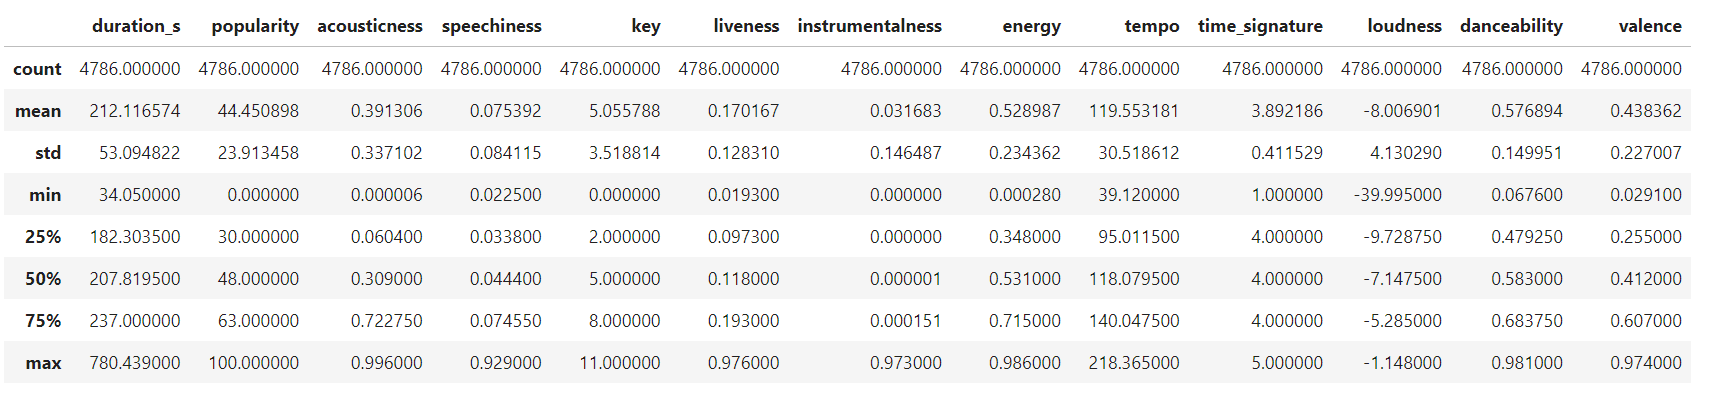 duration_s popularity acousticness speechiness key liveness instrumentalness energy tempo time_signature loudness danceability valence
count 4786.000000 4786.000000 4786.000000 4786.000000 4786.000000 4786.000000 4786.000000 4786.000000 4786.000000 4786.000000 4786.000000 4786.000000 4786.000000
mean 212.116574 44.450898 0.391306 0.075392 5.055788 0.170167 0.031683 0.528987 119.553181 3.892186 -8.006901 0.576894 0.438362
std 53.094822 23.913458 0.337102 0.084115 3.518814 0.128310 0.146487 0.234362 30.518612 0.411529 4.130290 0.149951 0.227007
min 34.050000 0.000000 0.000006 0.022500 0.000000 0.019300 0.000000 0.000280 39.120000 1.000000 -39.995000 0.067600 0.029100
25% 182.303500 30.000000 0.060400 0.033800 2.000000 0.097300 0.000000 0.348000 95.011500 4.000000 -9.728750 0.479250 0.255000
50% 207.819500 48.000000 0.309000 0.044400 5.000000 0.118000 0.000001 0.531000 118.079500 4.000000 -7.147500 0.583000 0.412000
75% 237.000000 63.000000 0.722750 0.074550 8.000000 0.193000 0.000151 0.715000 140.047500 4.000000 -5.285000 0.683750 0.607000
max 780.439000 100.000000 0.996000 0.929000 11.000000 0.976000 0.973000 0.986000 218.365000 5.000000 -1.148000 0.981000 0.974000